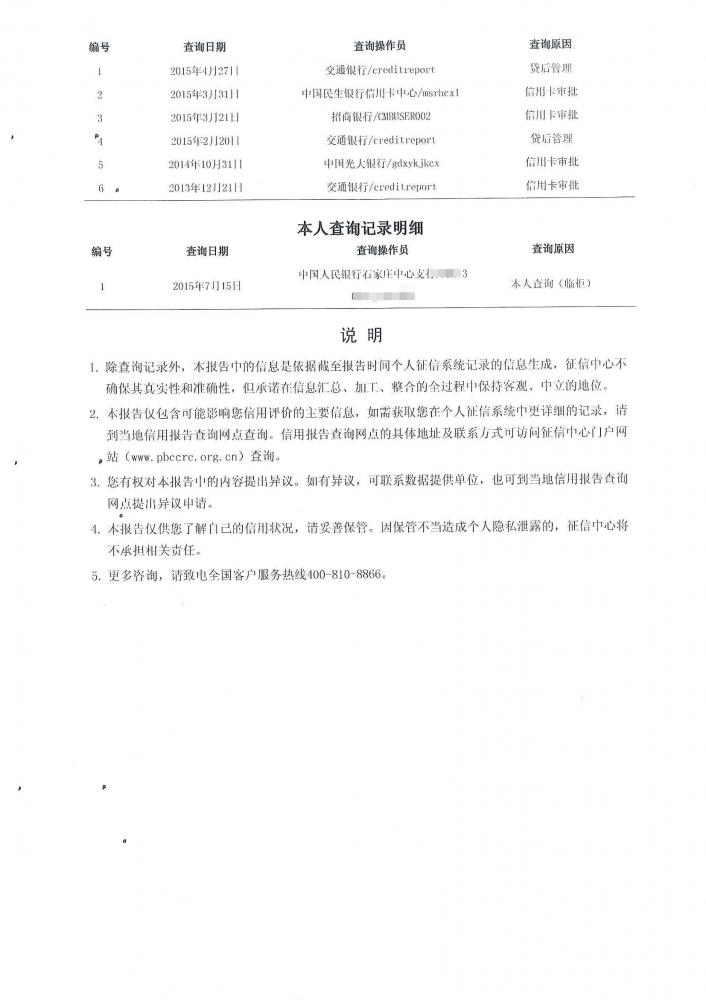 编号 查询日期 查询操作员 查询原因
1 2015年4月27日 交通银行/creditreport 贷后管理
2 2015年3月31日 中国民生银行信用卡中心/msrhcx1 信用卡审批
3 2015年3月21日 招商银行/CMBUSER002 信用卡审批
4 2015年2月20日 交通银行/creditreport 贷后管理
5 2014年10月31日 中国光大银行/gdxykjkcx 信用卡审批
6 2013年12月21日 交通银行/creditreport 信用卡审批
本人查询记录明细
编号 查询日期 查询操作员 查询原因
1 2015年7月15日 中国人民银行石家庄中心支行 3 本人查询（临柜）
说 明
1. 除查询记录外，本报告中的信息是依据截至报告时间个人征信系统记录的信息生成，征信中心不
确保其真实性和准确性，但承诺在信息汇总、加工、整合的全过程中保持客观、中立的地位。
2. 本报告仅包含可能影响您信用评价的主要信息，如需获取您在个人征信系统中更详细的记录，请
到当地信用报告查询网点查询。信用报告查询网点的具体地址及联系方式可访问征信中心门户网
站（www.pbccrc.org.cn）查询。
3. 您有权对本报告中的内容提出异议。如有异议，可联系数据提供单位，也可到当地信用报告查询
网点提出异议申请。
4. 本报告仅供您了解自己的信用状况，请妥善保管。因保管不当造成个人隐私泄露的，征信中心将
不承担相关责任。
5. 更多咨询，请致电全国客户服务热线400-810-8866。